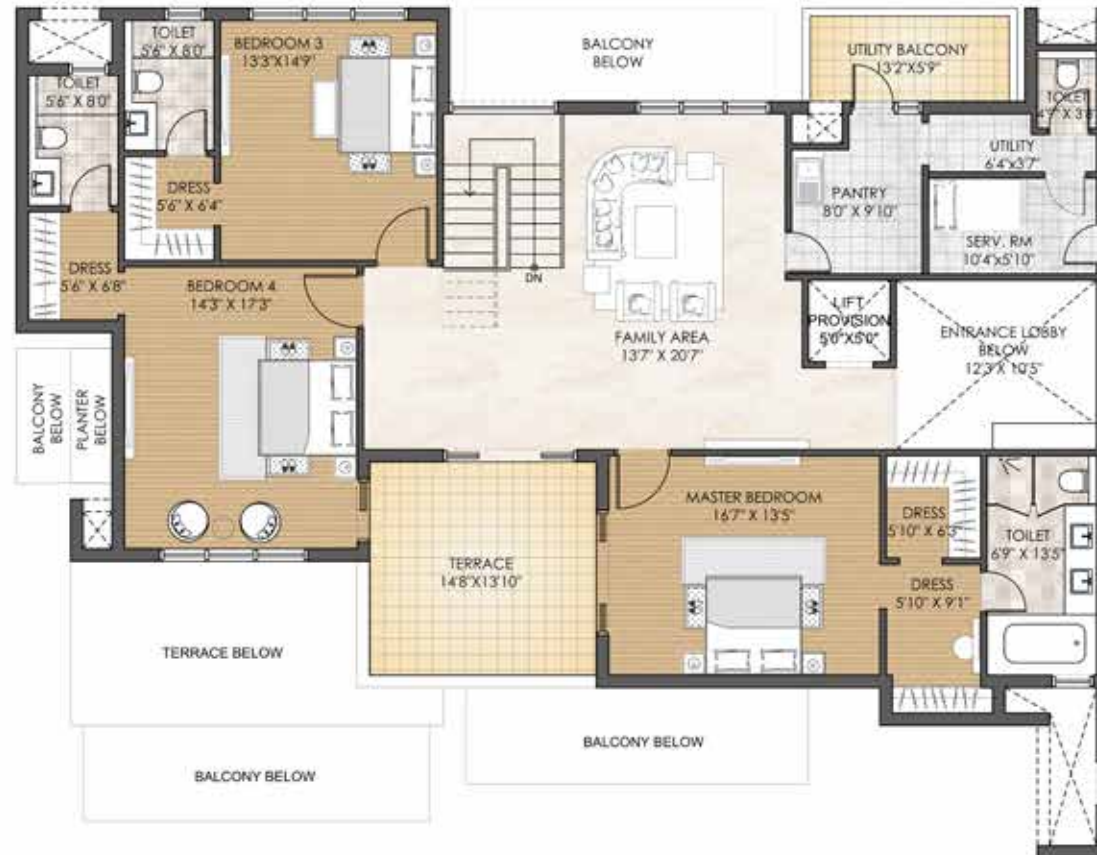 TOILET
5'6" X 8'0"
BEDROOM 3
13'3"X14'9"
BALCONY
BELOW
UTILITY BALCONY
13'2"X5'9"
TOILET
5'6" X 8'0"
TOILET
UTILITY
6'4"x3'7"
DRESS
5'6" X 6'4"
PANTRY
8'0" X 9'10"
SERV. RM
10'4"x5'10"
DRESS
5'6" X 6'8"
BEDROOM 4
14'3" X 17'3"
DN
LIFT
PROVISION
5'0"X5'0"
FAMILY AREA
13'7" X 20'7"
ENTRANCE LOBBY
BELOW
12'3 X 10'5"
BALCONY
BELOW
PLANTER
BELOW
MASTER BEDROOM
16'7" X 13'5"
DRESS
5'10" X 6'3"
TOILET
6'9" X 13'5"
TERRACE
14'8"X13'10"
DRESS
5'10" X 9'1"
TERRACE BELOW
BALCONY BELOW
BALCONY BELOW